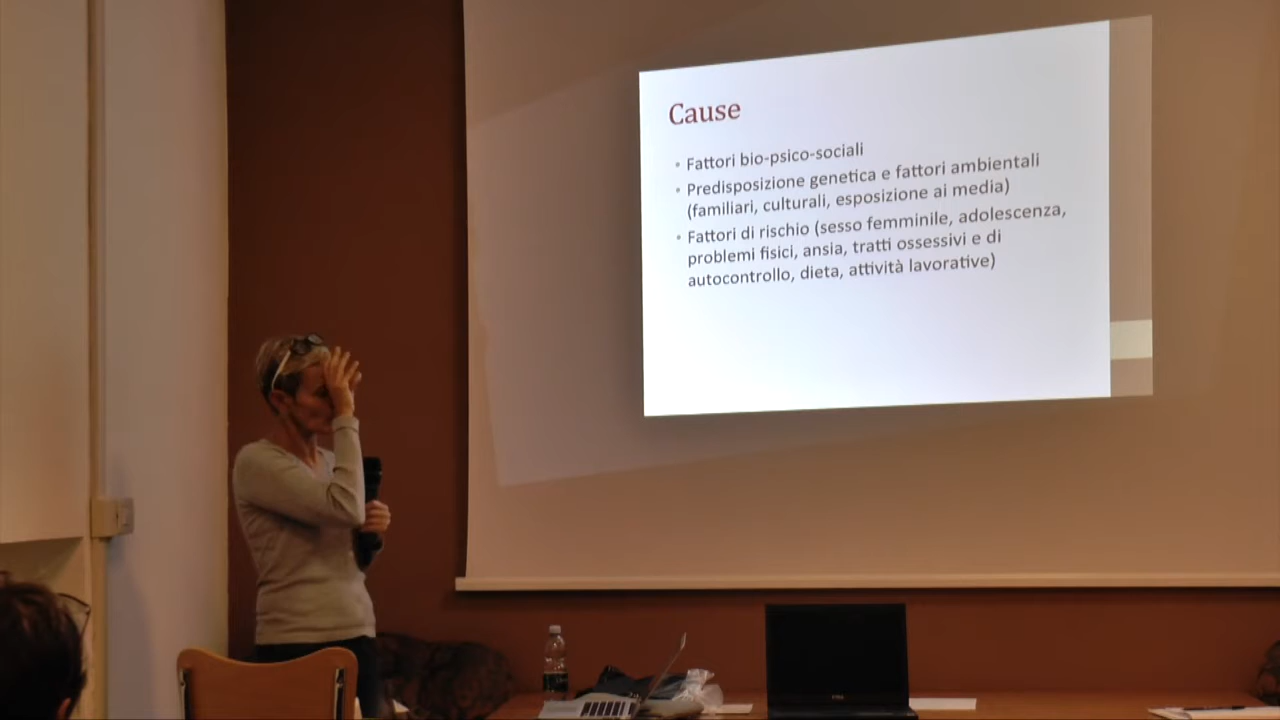 Cause
• Fattori bio-psico-sociali
• Predisposizione genetica e fattori ambientali
(familiari, culturali, esposizione ai media)
• Fattori di rischio (sesso femminile, adolescenza,
problemi fisici, ansia, tratti ossessivi e di
autocontrollo, dieta, attività lavorative)